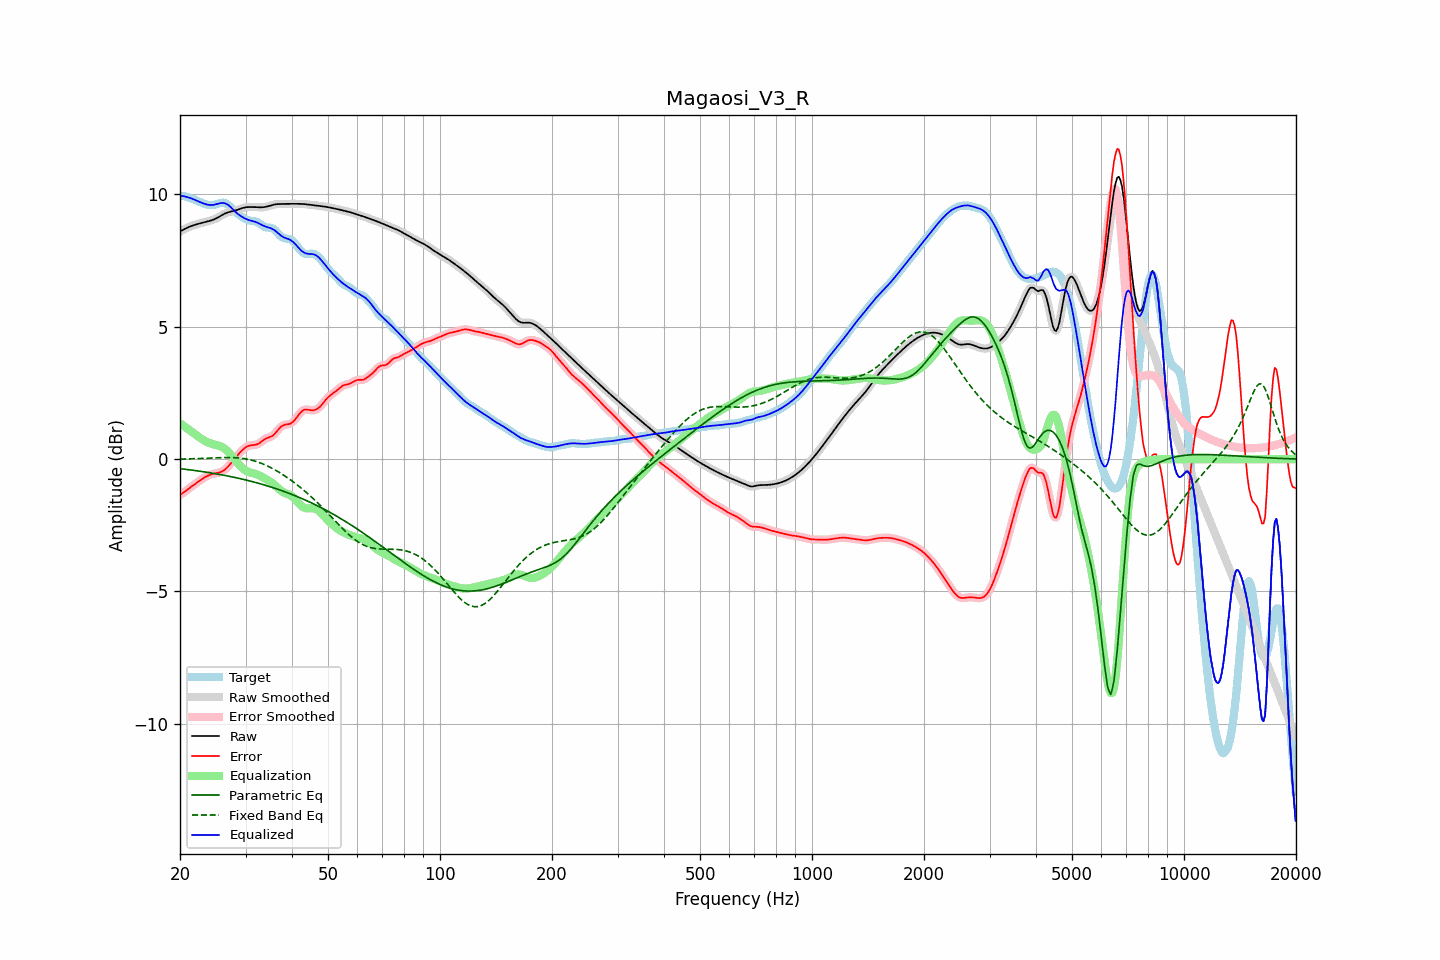 Magaosi_V3_R
10
5
0
−5
−10
Amplitude (dBr)
Target
Raw Smoothed
Error Smoothed
Raw
Error
Equalization
Parametric Eq
Fixed Band Eq
Equalized
20 50 100 200 500 1000 2000 5000 10000 20000
Frequency (Hz)